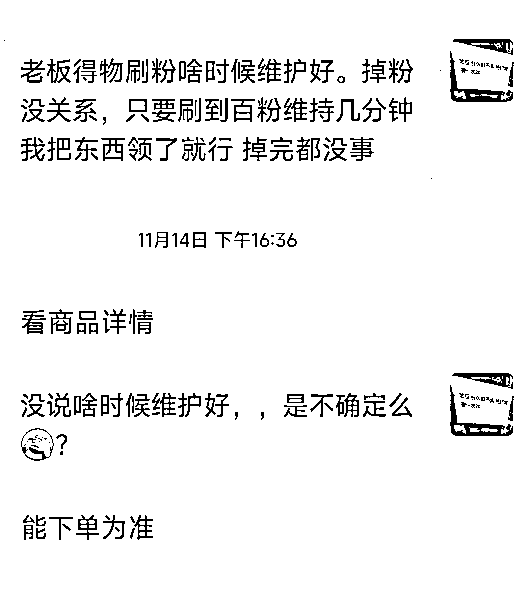 老板得物刷粉啥时候维护好。掉粉
没关系，只要刷到百粉维持几分钟
我把东西领了就行 掉完都没事
11月14日 下午16:36
看商品详情
没说啥时候维护好，，是不确定么
?
能下单为准